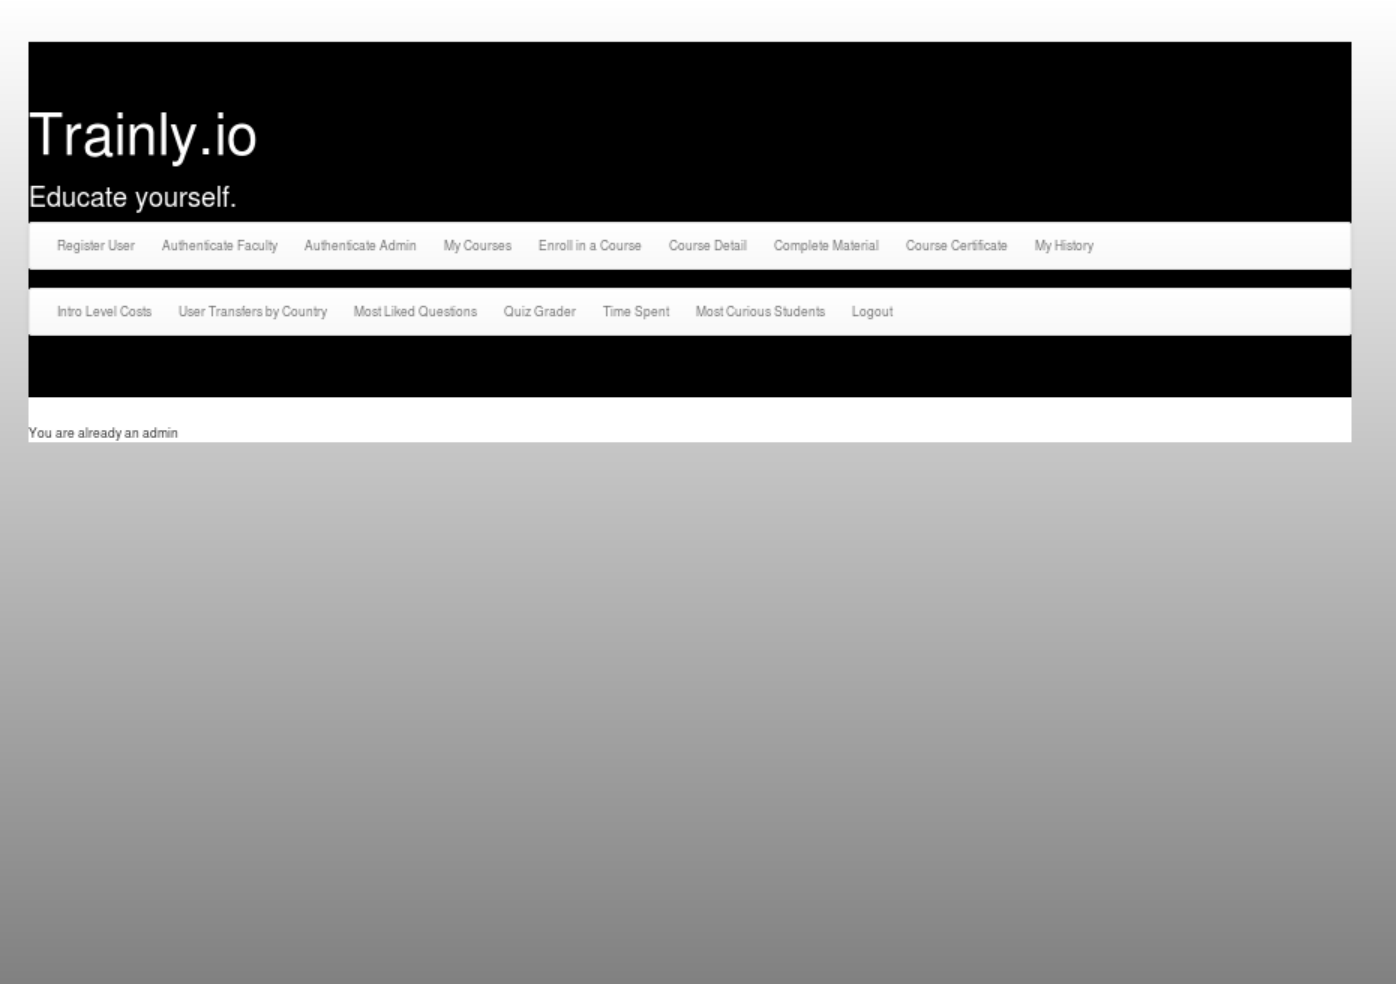 Trainly.io
Educate yourself.
Register User Authenticate Faculty Authenticate Admin My Courses Enroll in a Course Course Detail Complete Material Course Certificate My History
Intro Level Costs User Transfers by Country Most Liked Questions Quiz Grader Time Spent Most Curious Students Logout
You are already an admin